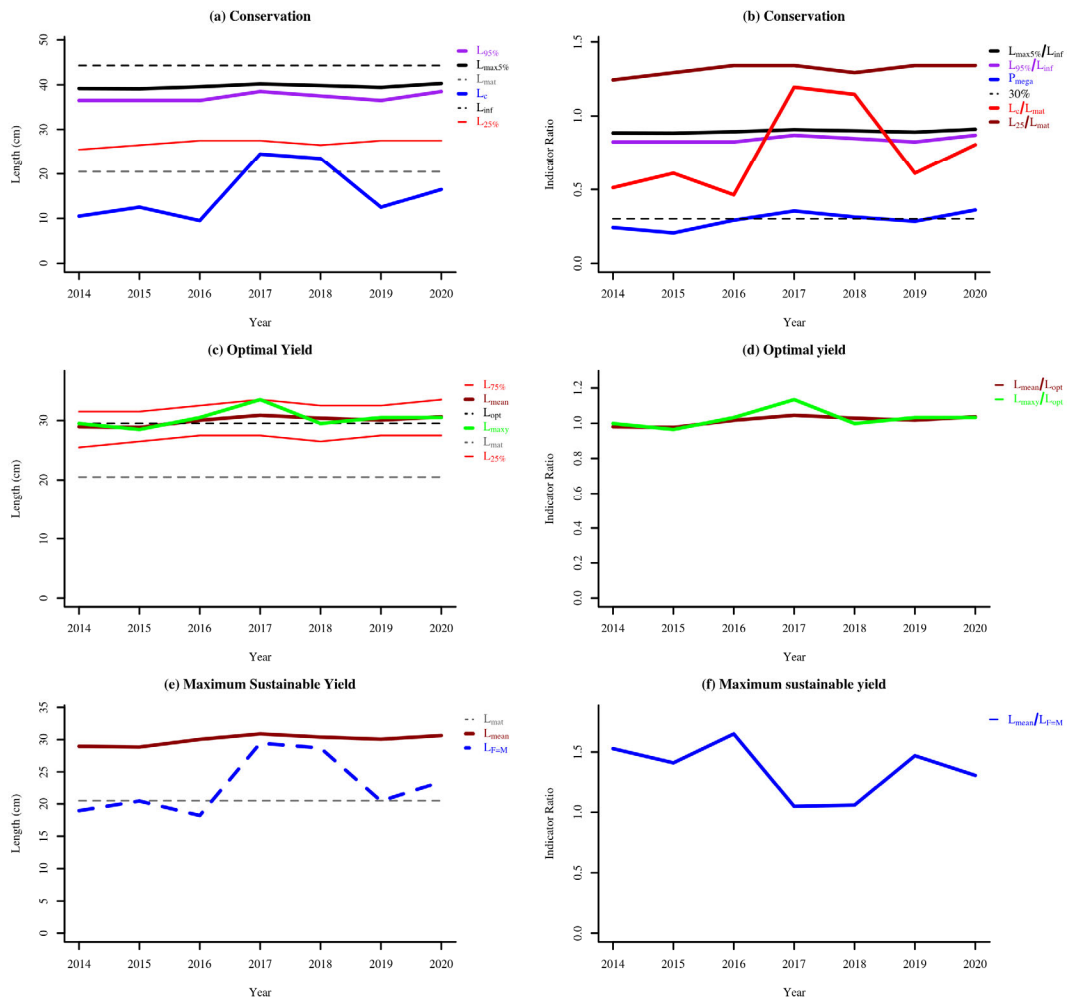 (a) Conservation
Length (cm)
50
40
30
20
10
0
2014 2015 2016 2017 2018 2019 2020
Year
L95%
Lmax5%
Lmat
Lc
Linf
L25%
(b) Conservation
Indicator Ratio
1.5
1.0
0.5
0.0
2014 2015 2016 2017 2018 2019 2020
Year
Lmax5%/Linf
L95%/Linf
Pmega
30%
Lc/Lmat
L25/Lmat
(c) Optimal Yield
Length (cm)
30
20
10
0
2014 2015 2016 2017 2018 2019 2020
Year
L75%
Lmean
Lopt
Lmaxy
Lmat
L25%
(d) Optimal yield
Indicator Ratio
1.2
1.0
0.8
0.6
0.4
0.2
0.0
2014 2015 2016 2017 2018 2019 2020
Year
Lmean/Lopt
Lmaxy/Lopt
(e) Maximum Sustainable Yield
Length (cm)
35
30
25
20
15
10
5
0
2014 2015 2016 2017 2018 2019 2020
Year
Lmat
Lmean
LF=M
(f) Maximum sustainable yield
Indicator Ratio
1.5
1.0
0.5
0.0
2014 2015 2016 2017 2018 2019 2020
Year
Lmean/LF=M